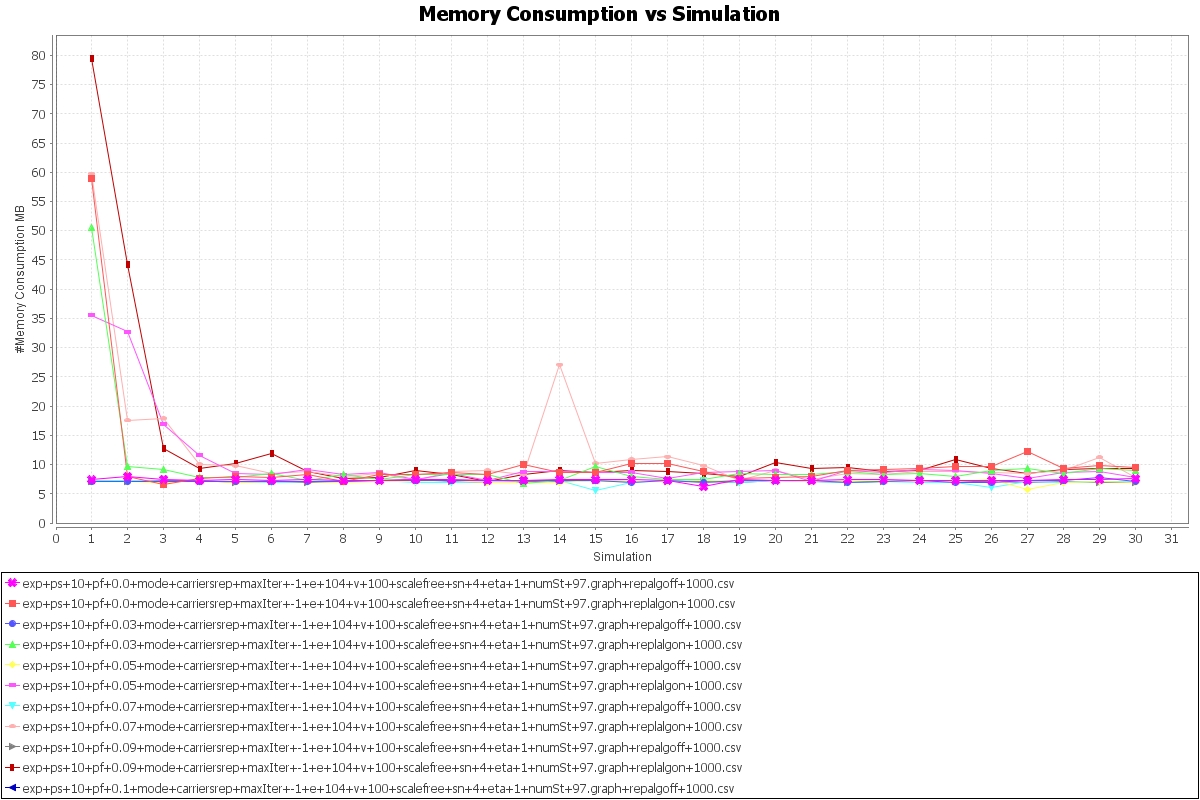 Memory Consumption vs Simulation
#Memory Consumption MB
80
75
70
65
60
55
50
45
40
35
30
25
20
15
10
5
0
0 1 2 3 4 5 6 7 8 9 10 11 12 13 14 15 16 17 18 19 20 21 22 23 24 25 26 27 28 29 30 31
Simulation
exp+ps+10+pf+0.0+mode+carriersrep+maxIter+-1+e+104+v+100+scalefree+sn+4+eta+1+numSt+97.graph+repalgoff+1000.csv
exp+ps+10+pf+0.0+mode+carriersrep+maxIter+-1+e+104+v+100+scalefree+sn+4+eta+1+numSt+97.graph+replalgon+1000.csv
exp+ps+10+pf+0.03+mode+carriersrep+maxIter+-1+e+104+v+100+scalefree+sn+4+eta+1+numSt+97.graph+repalgoff+1000.csv
exp+ps+10+pf+0.03+mode+carriersrep+maxIter+-1+e+104+v+100+scalefree+sn+4+eta+1+numSt+97.graph+replalgon+1000.csv
exp+ps+10+pf+0.05+mode+carriersrep+maxIter+-1+e+104+v+100+scalefree+sn+4+eta+1+numSt+97.graph+repalgoff+1000.csv
exp+ps+10+pf+0.05+mode+carriersrep+maxIter+-1+e+104+v+100+scalefree+sn+4+eta+1+numSt+97.graph+replalgon+1000.csv
exp+ps+10+pf+0.07+mode+carriersrep+maxIter+-1+e+104+v+100+scalefree+sn+4+eta+1+numSt+97.graph+repalgoff+1000.csv
exp+ps+10+pf+0.07+mode+carriersrep+maxIter+-1+e+104+v+100+scalefree+sn+4+eta+1+numSt+97.graph+replalgon+1000.csv
exp+ps+10+pf+0.09+mode+carriersrep+maxIter+-1+e+104+v+100+scalefree+sn+4+eta+1+numSt+97.graph+repalgoff+1000.csv
exp+ps+10+pf+0.09+mode+carriersrep+maxIter+-1+e+104+v+100+scalefree+sn+4+eta+1+numSt+97.graph+replalgon+1000.csv
exp+ps+10+pf+0.1+mode+carriersrep+maxIter+-1+e+104+v+100+scalefree+sn+4+eta+1+numSt+97.graph+repalgoff+1000.csv